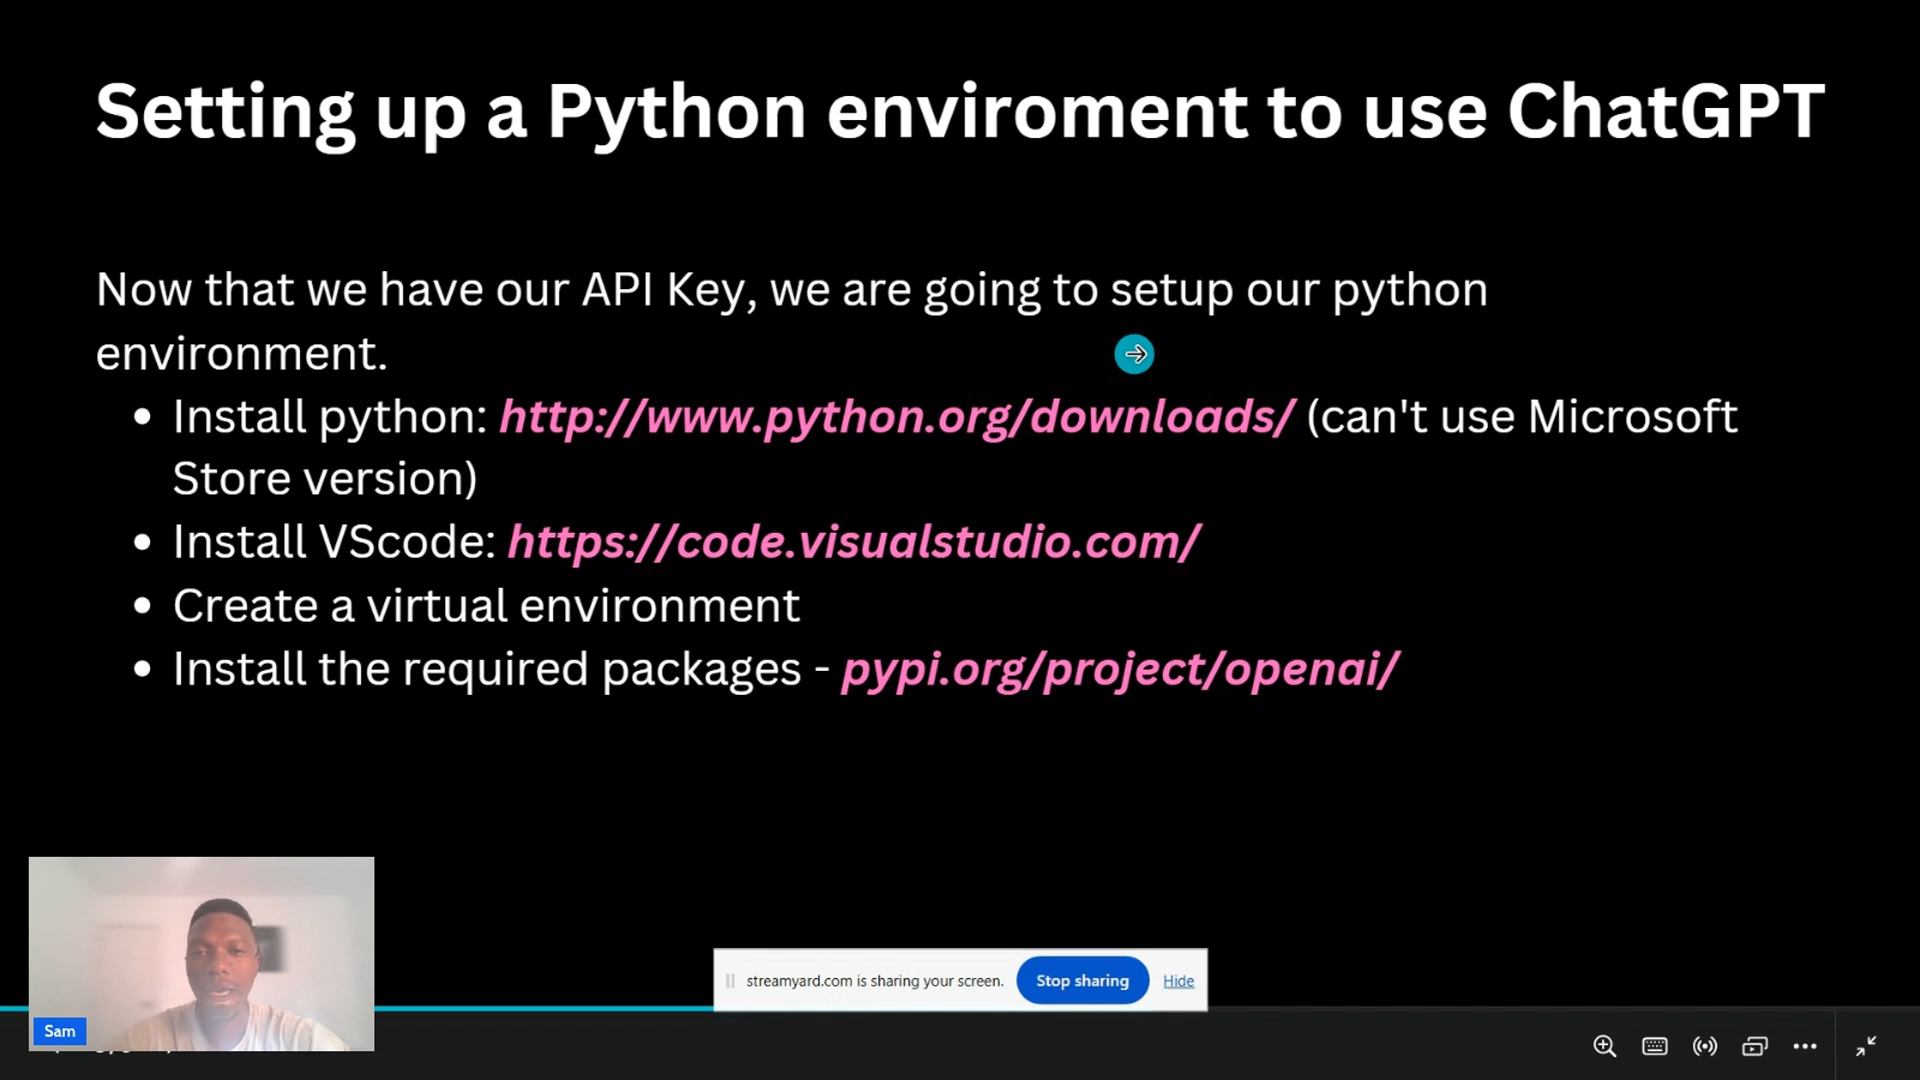 Setting up a Python enviroment to use ChatGPT
Now that we have our API Key, we are going to setup our python
environment.
Install python: http://www.python.org/downloads/ (can't use Microsoft
Store version)
Install VScode: https://code.visualstudio.com/
Create a virtual environment
Install the required packages - pypi.org/project/openai/
streamyard.com is sharing your screen.
Stop sharing
Hide
Sam